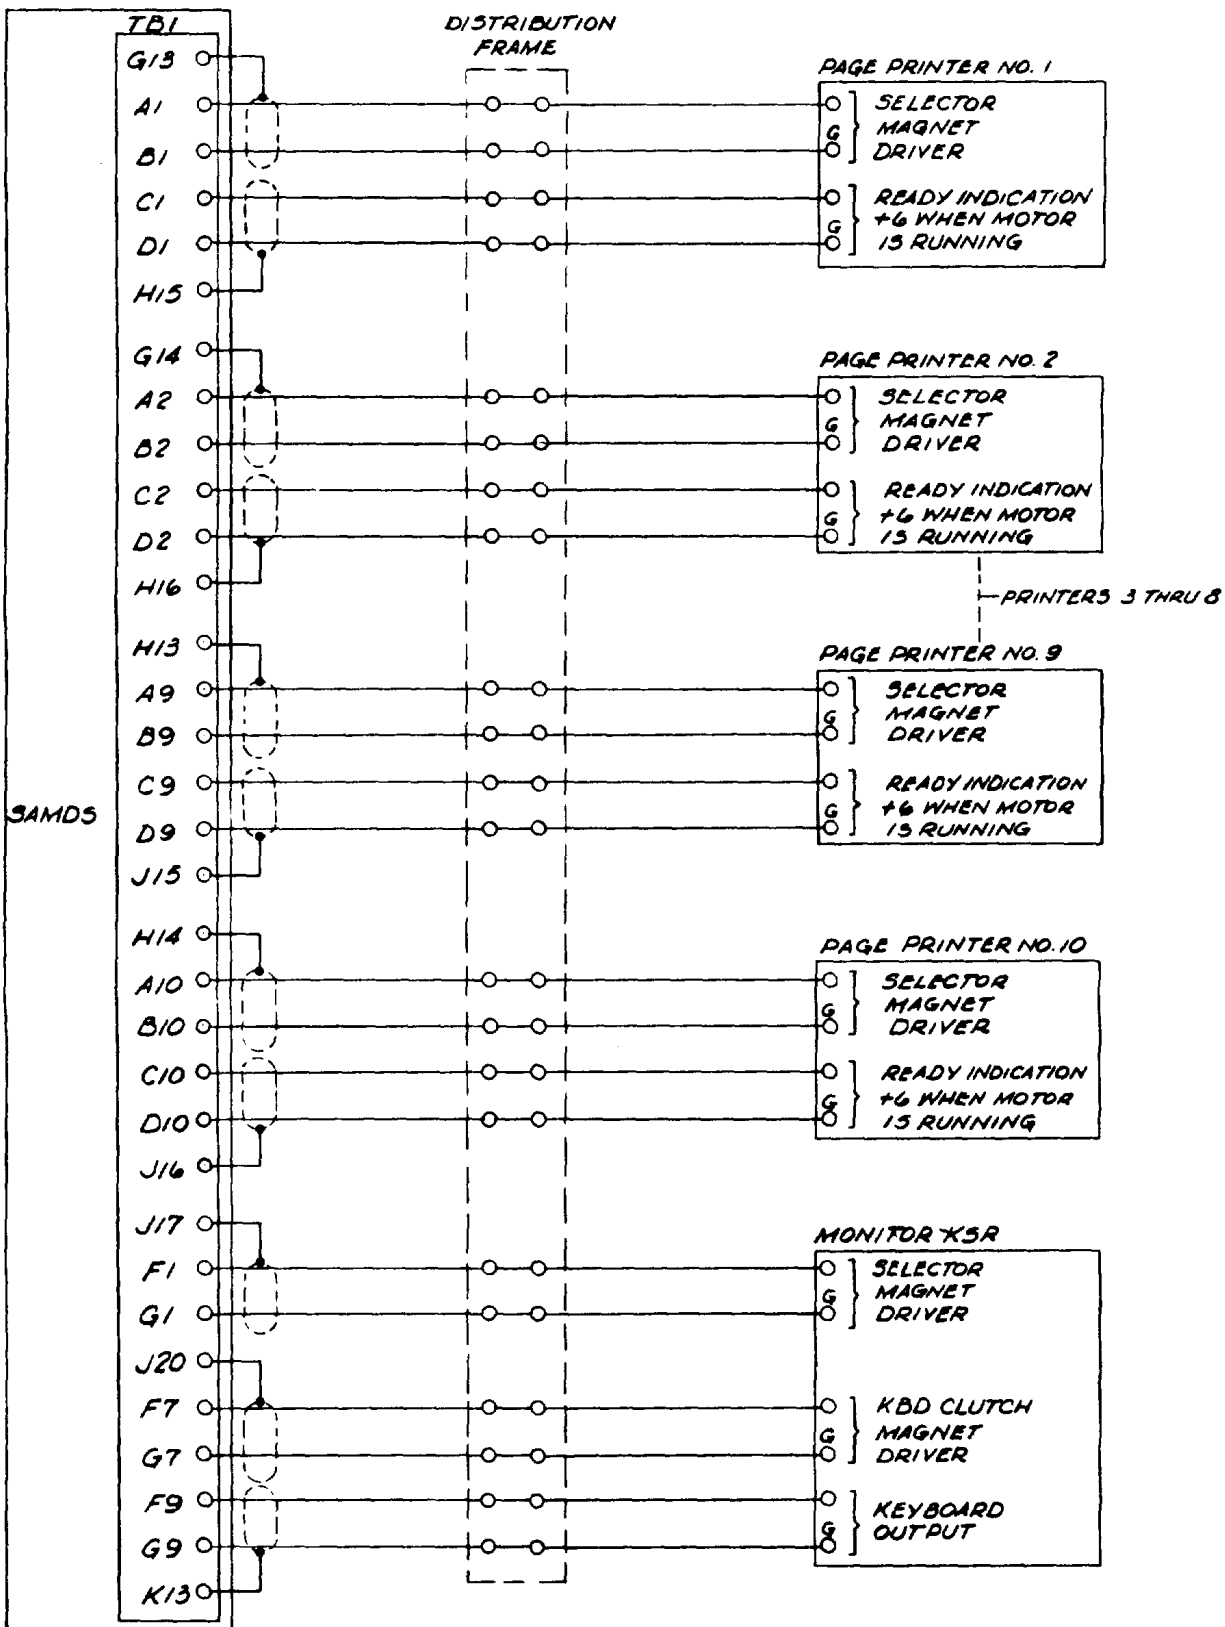 TB1
DISTRIBUTION
FRAME
SAMDS
G13
A1
B1
C1
D1
H15
PAGE PRINTER NO. 1
SELECTOR
G MAGNET
DRIVER
READY INDICATION
G +6 WHEN MOTOR
IS RUNNING
G14
A2
B2
C2
D2
H16
PAGE PRINTER NO. 2
SELECTOR
G MAGNET
DRIVER
READY INDICATION
G +6 WHEN MOTOR
IS RUNNING
PRINTERS 3 THRU 8
H13
A9
B9
C9
D9
J15
PAGE PRINTER NO. 9
SELECTOR
G MAGNET
DRIVER
READY INDICATION
G +6 WHEN MOTOR
IS RUNNING
H14
A10
B10
C10
D10
J16
PAGE PRINTER NO. 10
SELECTOR
G MAGNET
DRIVER
READY INDICATION
G +6 WHEN MOTOR
IS RUNNING
J17
F1
G1
J20
F7
G7
F9
G9
K13
MONITOR KSR
SELECTOR
G MAGNET
DRIVER
KBD CLUTCH
G MAGNET
DRIVER
KEYBOARD
G OUTPUT